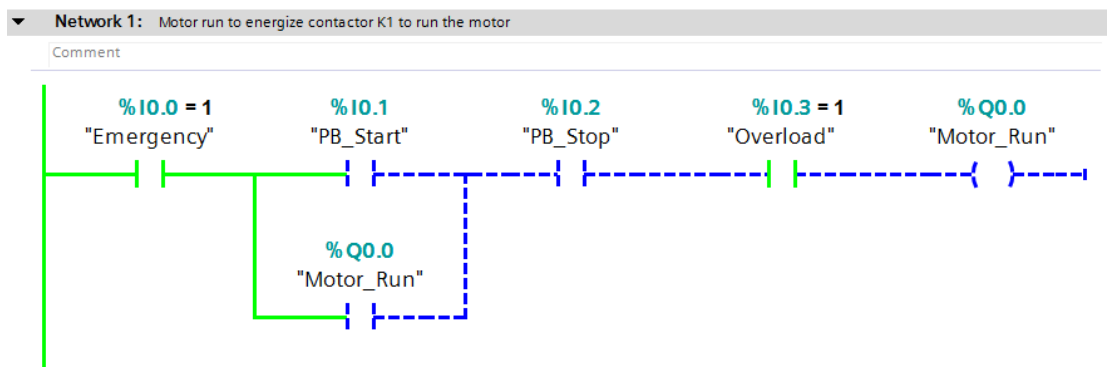 Network 1: Motor run to energize contactor K1 to run the motor
Comment
%I0.0 = 1 %I0.1 %I0.2 %I0.3 = 1 %Q0.0
"Emergency" "PB_Start" "PB_Stop" "Overload" "Motor_Run"
%Q0.0
"Motor_Run"